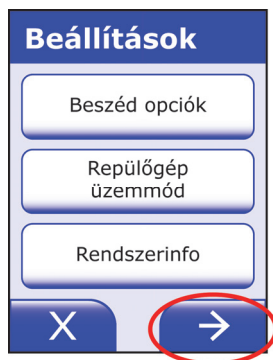 Beállítások
Beszéd opciók
Repülőgép
üzemmód
Rendszerinfo
X →